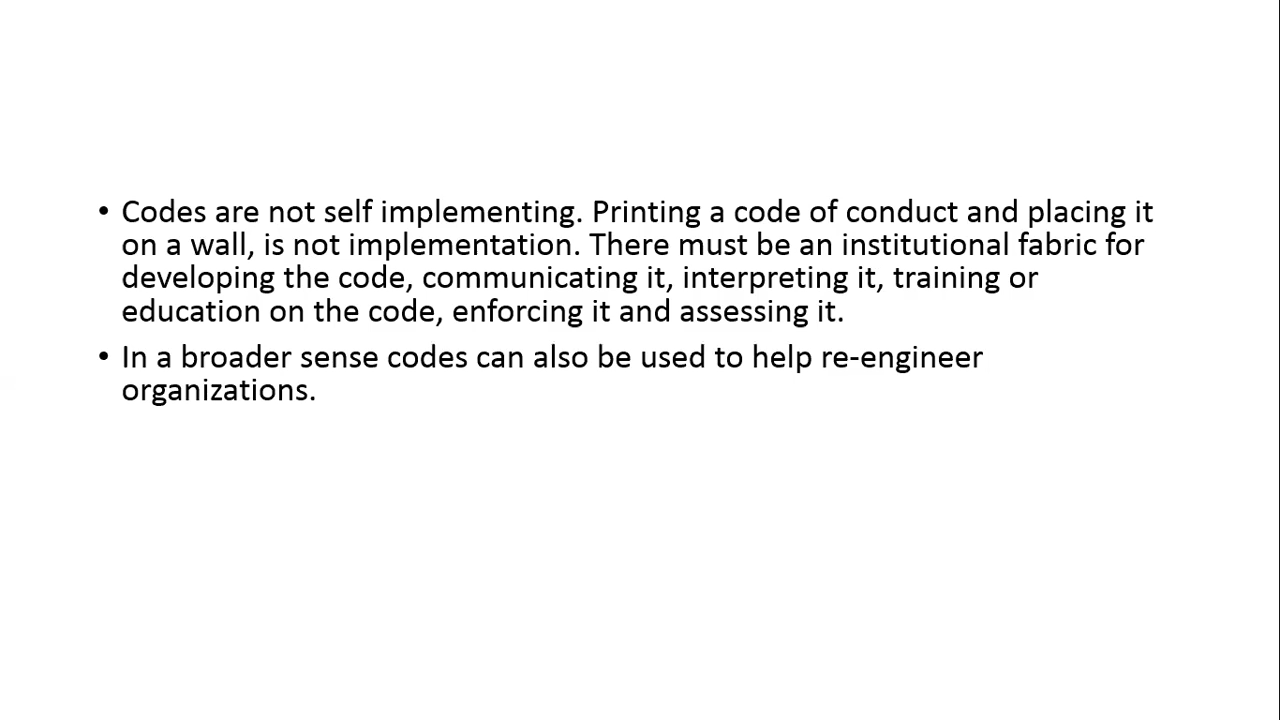 • Codes are not self implementing. Printing a code of conduct and placing it
on a wall, is not implementation. There must be an institutional fabric for
developing the code, communicating it, interpreting it, training or
education on the code, enforcing it and assessing it.
• In a broader sense codes can also be used to help re-engineer
organizations.